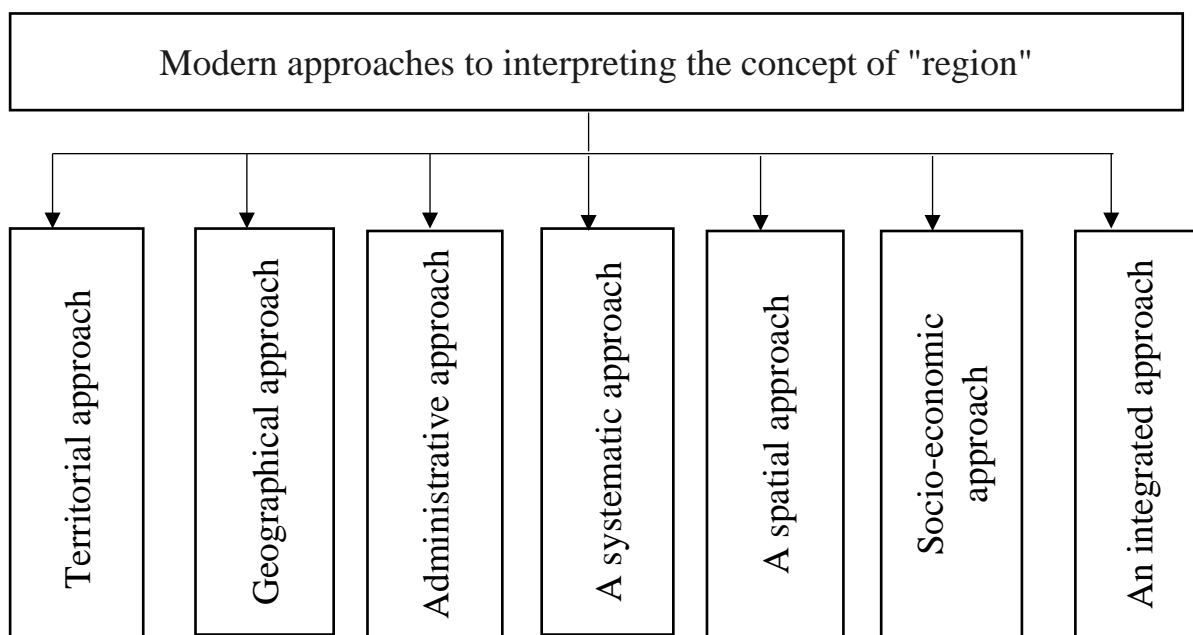 Modern approaches to interpreting the concept of "region"
Territorial approach
Geographical approach
Administrative approach
A systematic approach
A spatial approach
Socio-economic
approach
An integrated approach